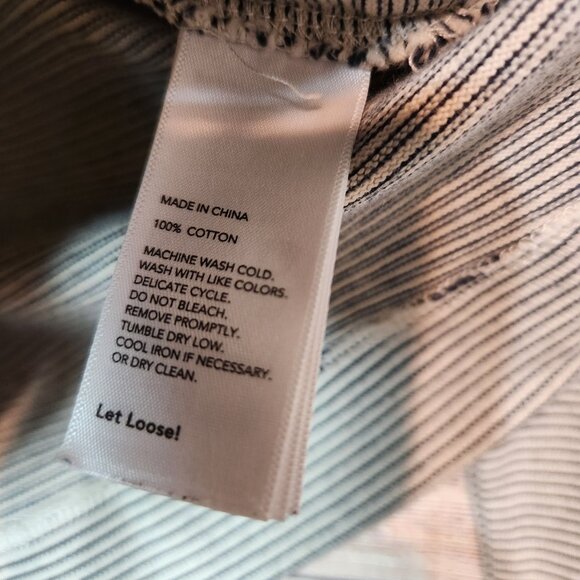 MADE IN CHINA
100% COTTON
MACHINE WASH COLD.
WASH WITH LIKE COLORS.
DELICATE CYCLE.
DO NOT BLEACH.
REMOVE PROMPTLY.
TUMBLE DRY LOW.
COOL IRON IF NECESSARY.
OR DRY CLEAN.
Let Loose!